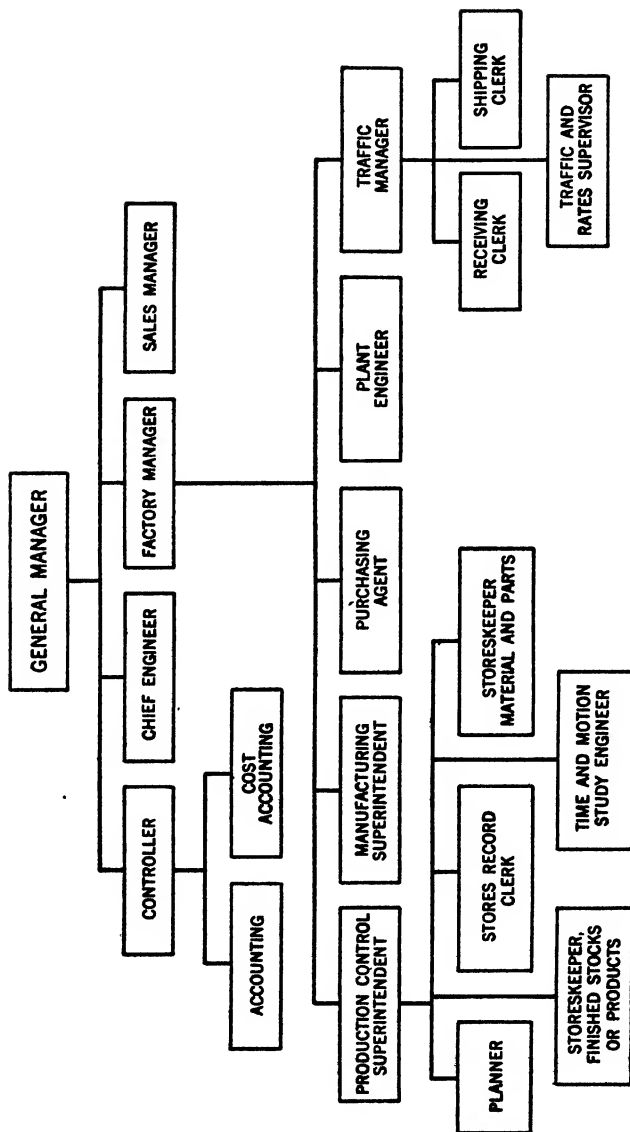 GENERAL MANAGER
CONTROLLER
CHIEF ENGINEER
FACTORY MANAGER
SALES MANAGER
ACCOUNTING
COST
ACCOUNTING
PRODUCTION CONTROL
SUPERINTENDENT
MANUFACTURING
SUPERINTENDENT
PURCHASING
AGENT
PLANT
ENGINEER
TRAFFIC
MANAGER
PLANNER
STORES RECORD
CLERK
STORESKEEPER
MATERIAL AND PARTS
RECEIVING
CLERK
SHIPPING
CLERK
STORESKEEPER,
FINISHED STOCKS
OR PRODUCTS
TIME AND MOTION
STUDY ENGINEER
TRAFFIC AND
RATES SUPERVISOR